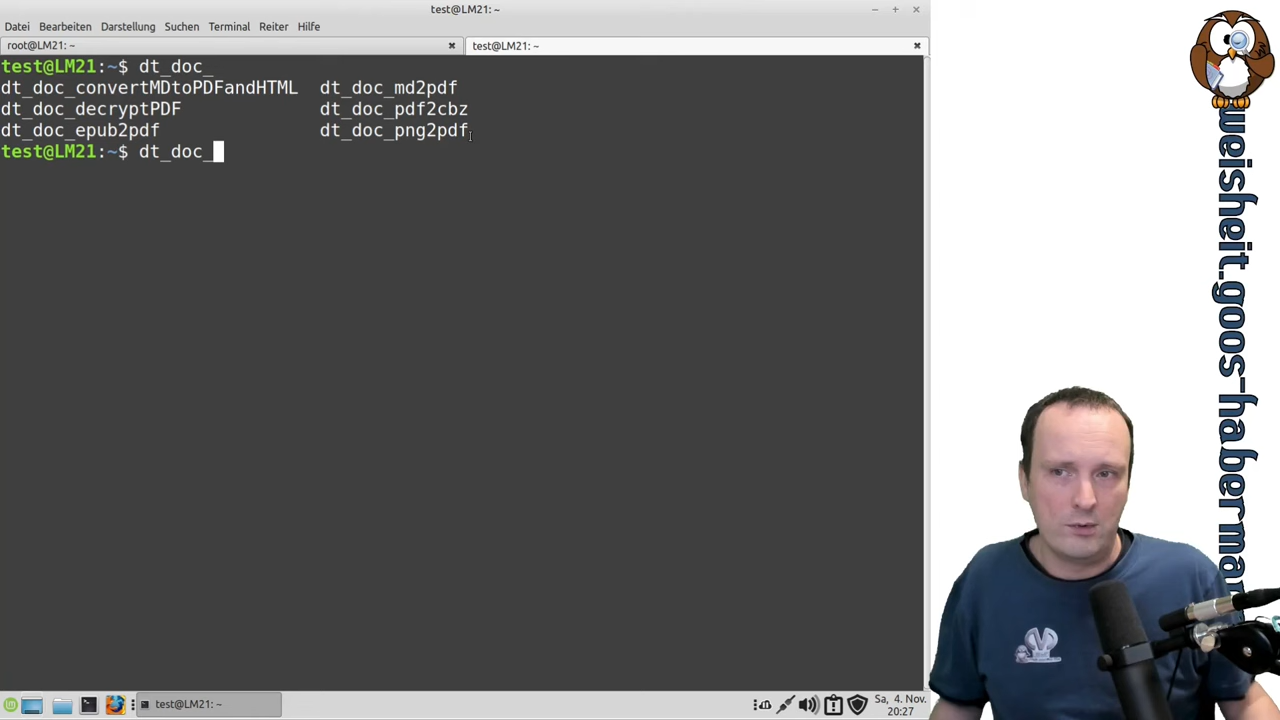 test@LM21: ~
Datei Bearbeiten Darstellung Suchen Terminal Reiter Hilfe
root@LM21: ~
test@LM21: ~
test@LM21:~$ dt_doc_
dt_doc_convertMDtoPDFandHTML dt_doc_md2pdf
dt_doc_decryptPDF dt_doc_pdf2cbz
dt_doc_epub2pdf dt_doc_png2pdf
test@LM21:~$ dt_doc_
test@LM21: ~
Sa, 4. Nov.
20:27
weisheit.goos-haberman